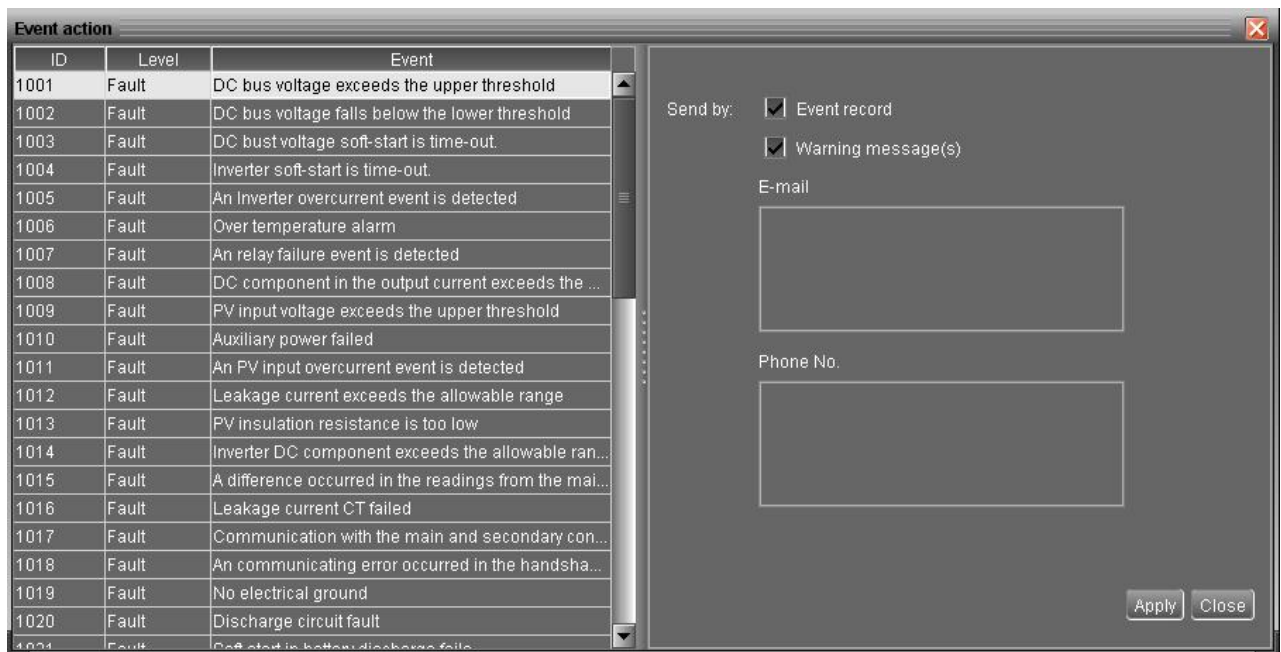 Event action
ID Level Event
1001 Fault DC bus voltage exceeds the upper threshold
1002 Fault DC bus voltage falls below the lower threshold
1003 Fault DC bust voltage soft-start is time-out.
1004 Fault Inverter soft-start is time-out.
1005 Fault An Inverter overcurrent event is detected
1006 Fault Over temperature alarm
1007 Fault An relay failure event is detected
1008 Fault DC component in the output current exceeds the ...
1009 Fault PV input voltage exceeds the upper threshold
1010 Fault Auxiliary power failed
1011 Fault An PV input overcurrent event is detected
1012 Fault Leakage current exceeds the allowable range
1013 Fault PV insulation resistance is too low
1014 Fault Inverter DC component exceeds the allowable ran...
1015 Fault A difference occurred in the readings from the mai...
1016 Fault Leakage current CT failed
1017 Fault Communication with the main and secondary con...
1018 Fault An communicating error occurred in the handsha...
1019 Fault No electrical ground
1020 Fault Discharge circuit fault
1021 Fault Soft start in battery discharge fails
Send by: Event record
Warning message(s)
E-mail
Phone No.
Apply Close